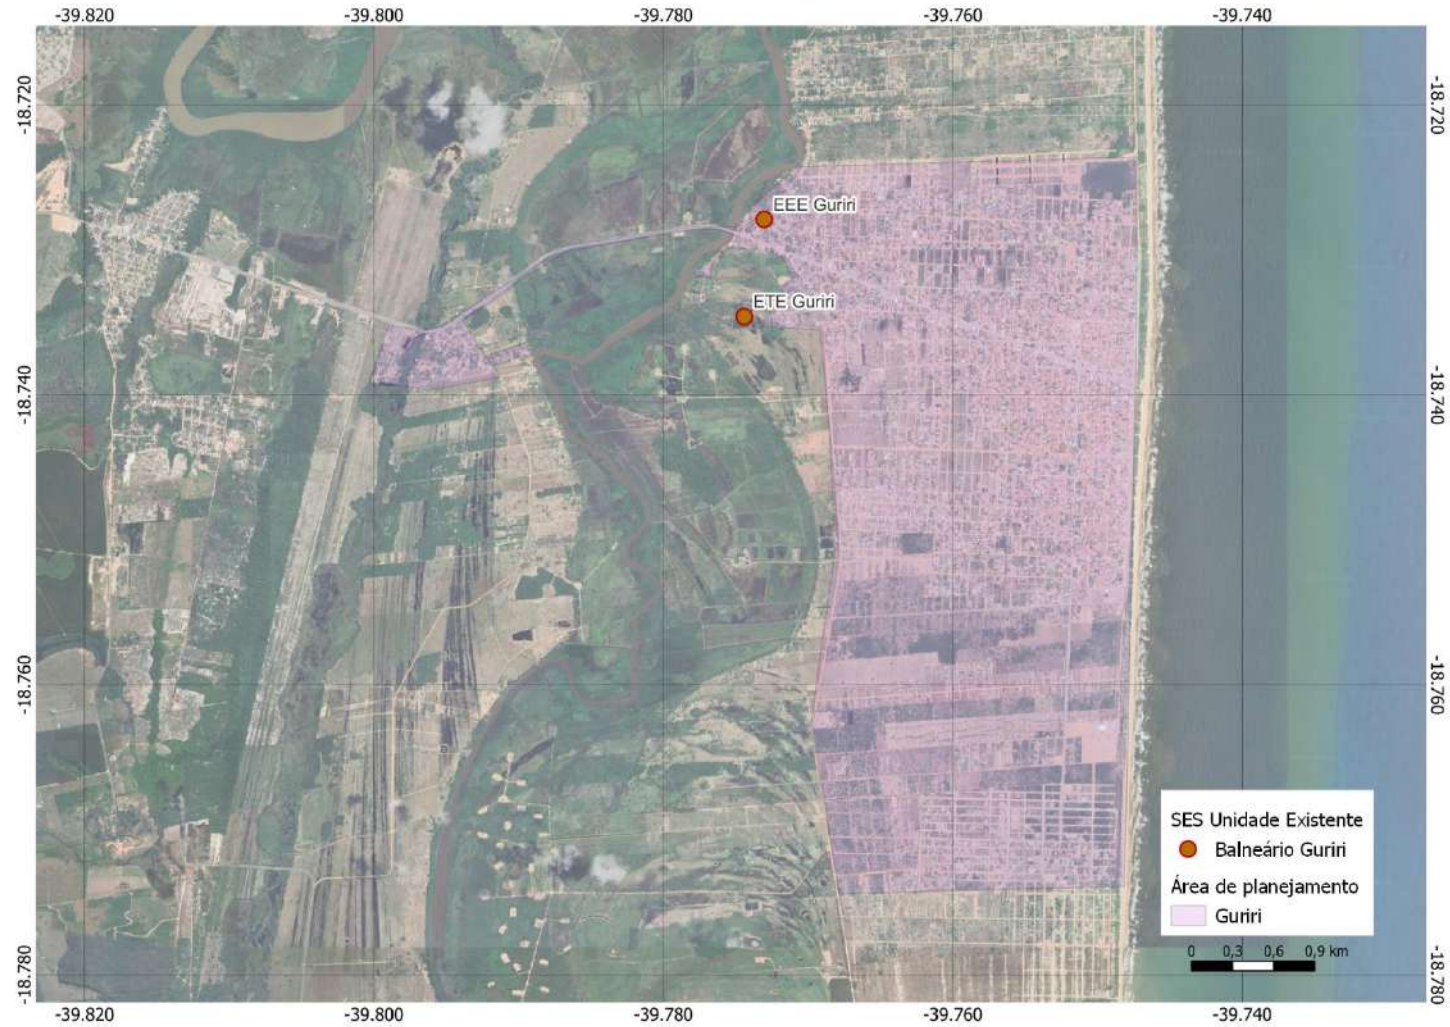 -39.820 -39.800 -39.780 -39.760 -39.740
-18.720 -18.720
EEE Guriri
ETE Guriri
-18.740 -18.740
-18.760 -18.760
SES Unidade Existente
Balneário Guriri
Área de planejamento
Guriri
0 0,3 0,6 0,9 km
-18.780 -18.780
-39.820 -39.800 -39.780 -39.760 -39.740